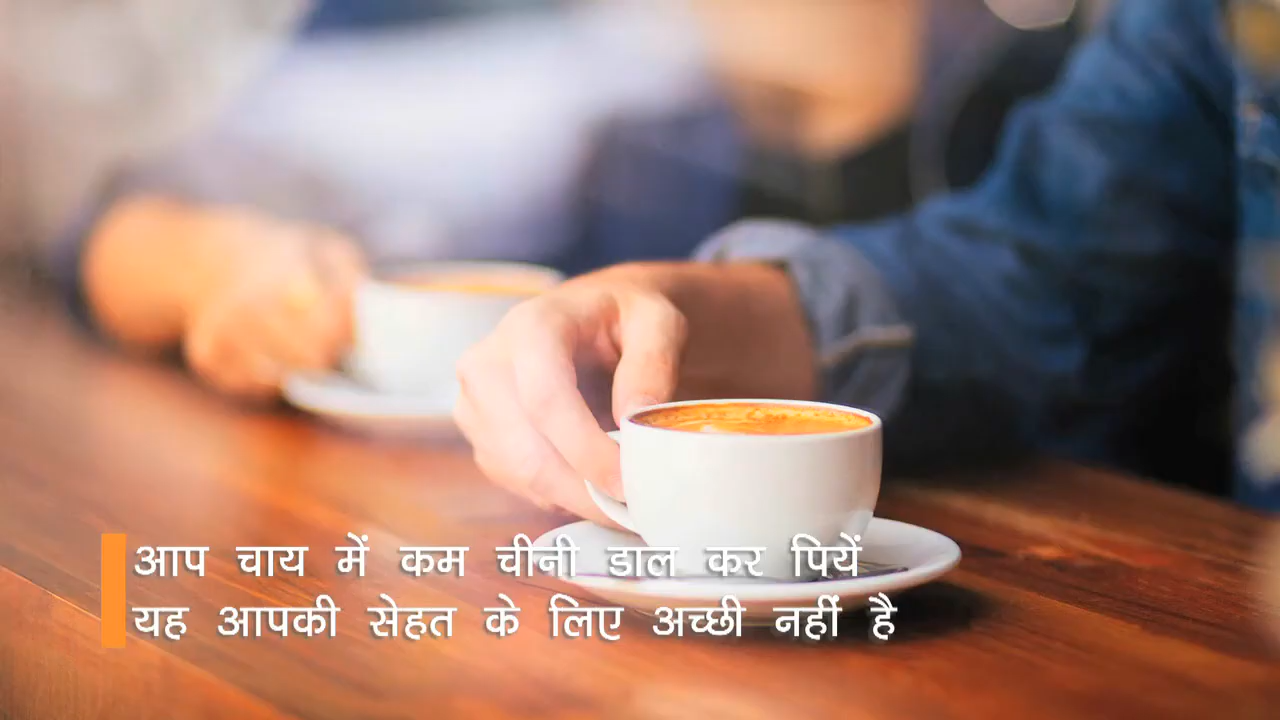 आप चाय में कम चीनी डाल कर पियें
यह आपकी सेहत के लिए अच्छी नहीं है